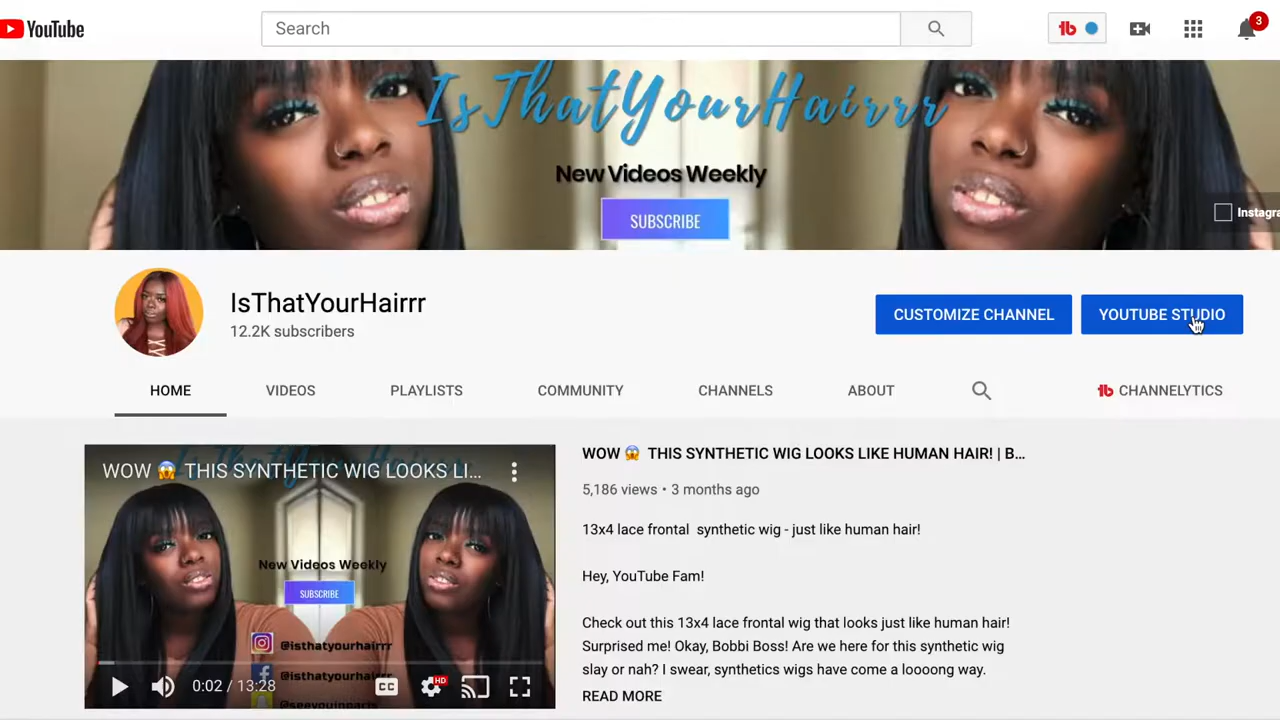 YouTube
Search
3
IsThatYourHairrr
New Videos Weekly
SUBSCRIBE
Instagra
IsThatYourHairrr
12.2K subscribers
CUSTOMIZE CHANNEL
YOUTUBE STUDIO
HOME
VIDEOS
PLAYLISTS
COMMUNITY
CHANNELS
ABOUT
CHANNELYTICS
WOW 😱 THIS SYNTHETIC WIG LOOKS LI...
New Videos Weekly
SUBSCRIBE
@isthatyourhairrr
@isthatyourhairrr
@seeyouinparis
0:02 / 13:28
CC
HD
WOW 😱 THIS SYNTHETIC WIG LOOKS LIKE HUMAN HAIR! | B...
5,186 views • 3 months ago
13x4 lace frontal synthetic wig - just like human hair!
Hey, YouTube Fam!
Check out this 13x4 lace frontal wig that looks just like human hair!
Surprised me! Okay, Bobbi Boss! Are we here for this synthetic wig
slay or nah? I swear, synthetics wigs have come a loooong way.
READ MORE